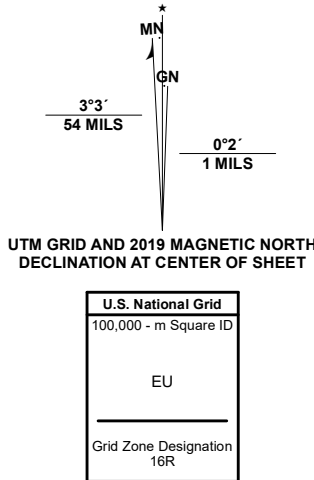 ★
MN
GN
3°3´
54 MILS
0°2´
1 MILS
UTM GRID AND 2019 MAGNETIC NORTH
DECLINATION AT CENTER OF SHEET
U.S. National Grid
100,000 - m Square ID
EU
Grid Zone Designation
16R